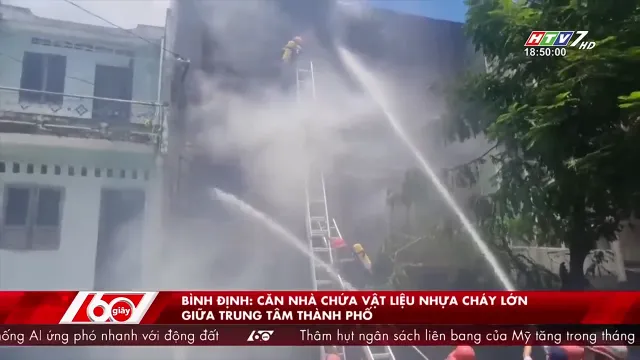 HTV7 HD
18:50:00
60 giây
BÌNH ĐỊNH: CĂN NHÀ CHỨA VẬT LIỆU NHỰA CHÁY LỚN
GIỮA TRUNG TÂM THÀNH PHỐ
hống AI ứng phó nhanh với động đất Thâm hụt ngân sách liên bang của Mỹ tăng trong tháng